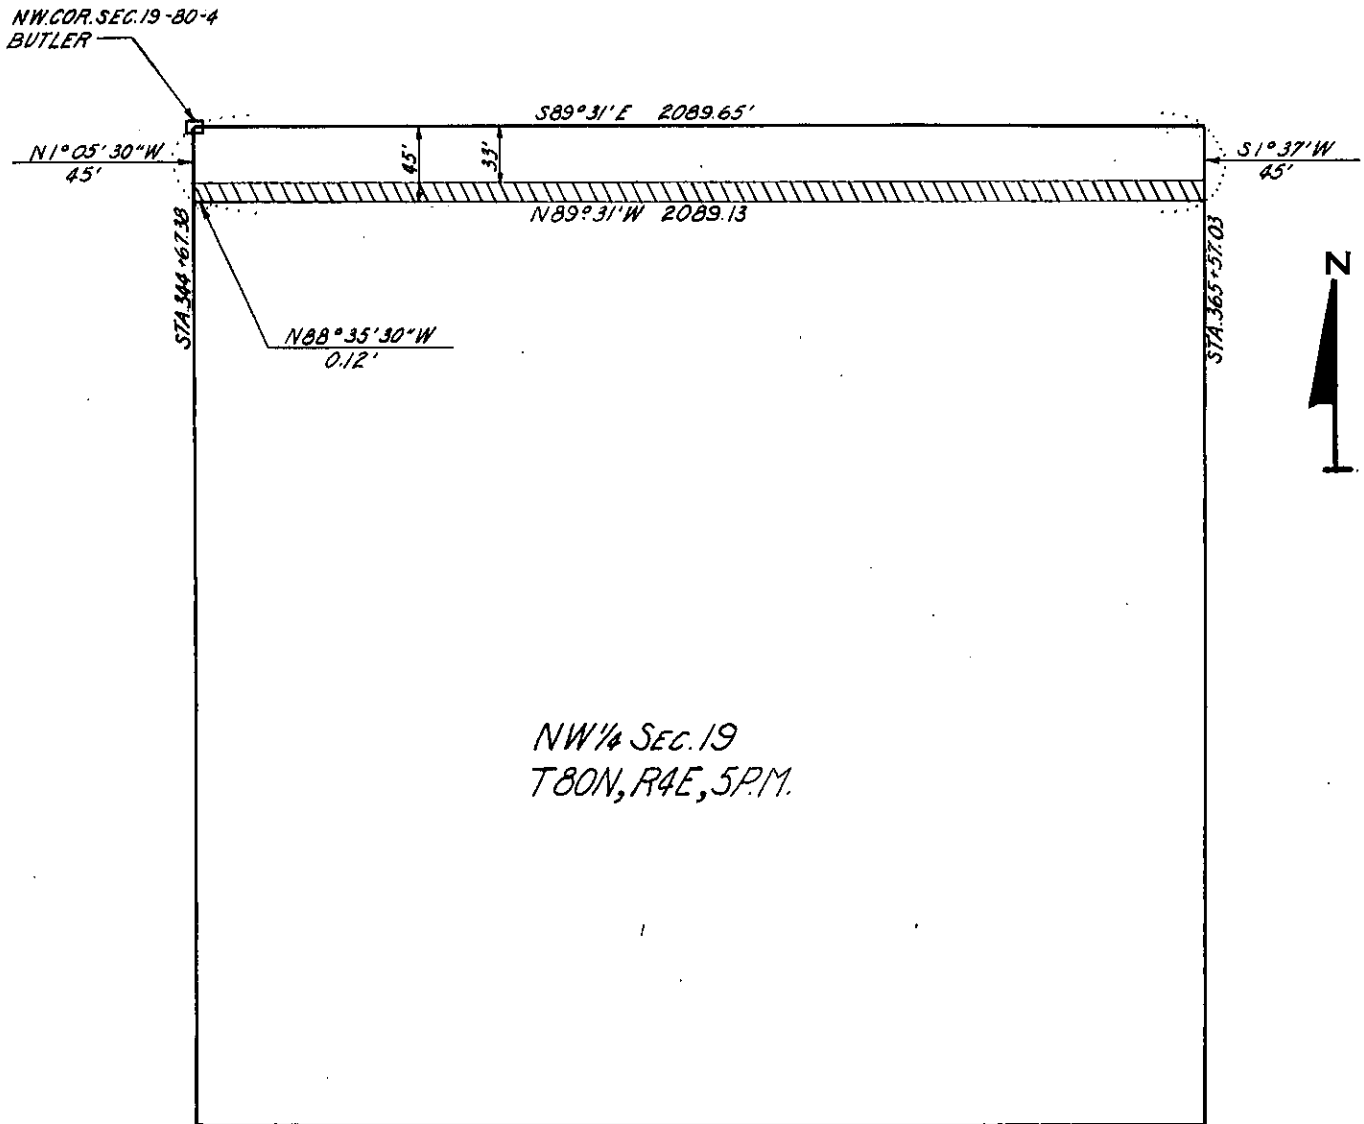 NW.COR.SEC.19-80-4
BUTLER
S89°31'E 2089.65'
N1°05'30"W
45'
45'
33'
S1°37'W
45'
N89°31'W 2089.13
STA.344+67.38
STA.365+57.03
N
N88°35'30"W
0.12'
NW¼ SEC.19
T80N, R4E, 5P.M.